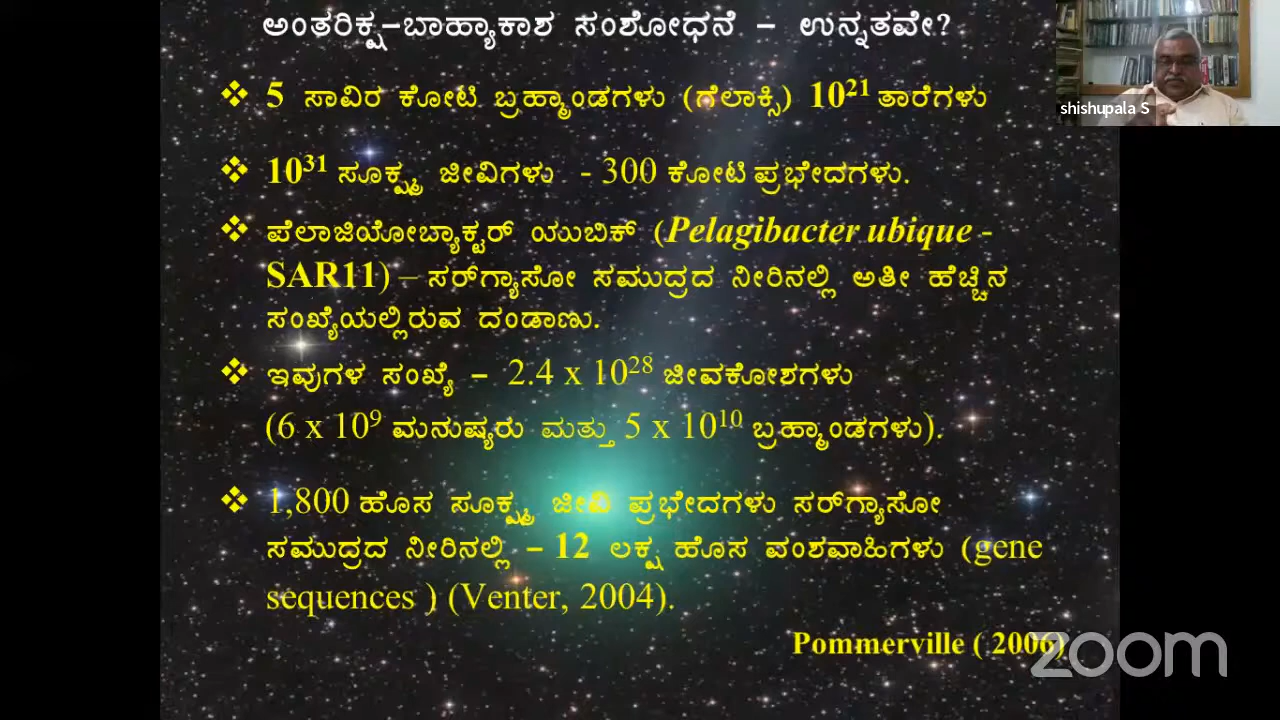 ಅಂತರಿಕ್ಷ–ಬಾಹ್ಯಾಕಾಶ ಸಂಶೋಧನೆ – ಉನ್ನತವೇ?
shishupala S
❖ 5 ಸಾವಿರ ಕೋಟಿ ಬ್ರಹ್ಮಾಂಡಗಳು (ಗೆಲಾಕ್ಸಿ) 10²¹ ತಾರೆಗಳು
❖ 10³¹ ಸೂಕ್ಷ್ಮ ಜೀವಿಗಳು - 300 ಕೋಟಿ ಪ್ರಭೇದಗಳು.
❖ ಪೆಲಾಜಿಯೋಬ್ಯಾಕ್ಟರ್ ಯುಬಿಕ್ (Pelagibacter ubique -
SAR11) – ಸರ್‌ಗ್ಯಾಸೋ ಸಮುದ್ರದ ನೀರಿನಲ್ಲಿ ಅತೀ ಹೆಚ್ಚಿನ
ಸಂಖ್ಯೆಯಲ್ಲಿರುವ ದಂಡಾಣು.
❖ ಇವುಗಳ ಸಂಖ್ಯೆ – 2.4 x 10²⁸ ಜೀವಕೋಶಗಳು
(6 x 10⁹ ಮನುಷ್ಯರು ಮತ್ತು 5 x 10¹⁰ ಬ್ರಹ್ಮಾಂಡಗಳು).
❖ 1,800 ಹೊಸ ಸೂಕ್ಷ್ಮ ಜೀವಿ ಪ್ರಭೇದಗಳು ಸರ್‌ಗ್ಯಾಸೋ
ಸಮುದ್ರದ ನೀರಿನಲ್ಲಿ – 12 ಲಕ್ಷ ಹೊಸ ವಂಶವಾಹಿಗಳು (gene
sequences ) (Venter, 2004).
Pommerville ( 2006)
zoom